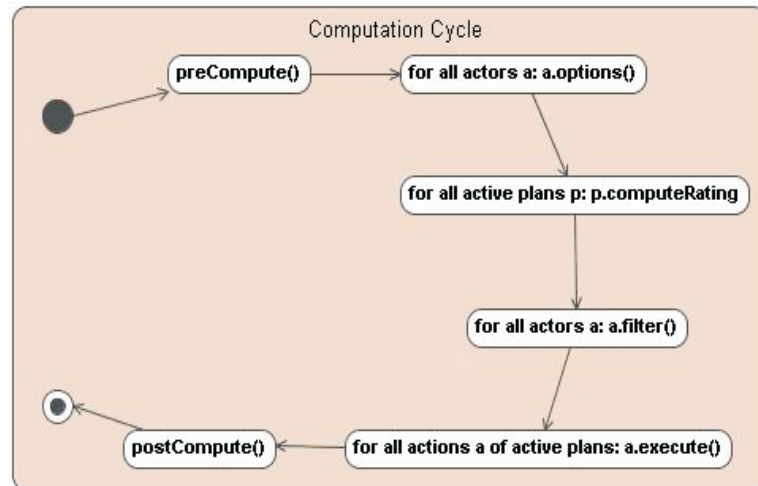 Computation Cycle
preCompute()
for all actors a: a.options()
for all active plans p: p.computeRating
for all actors a: a.filter()
for all actions a of active plans: a.execute()
postCompute()